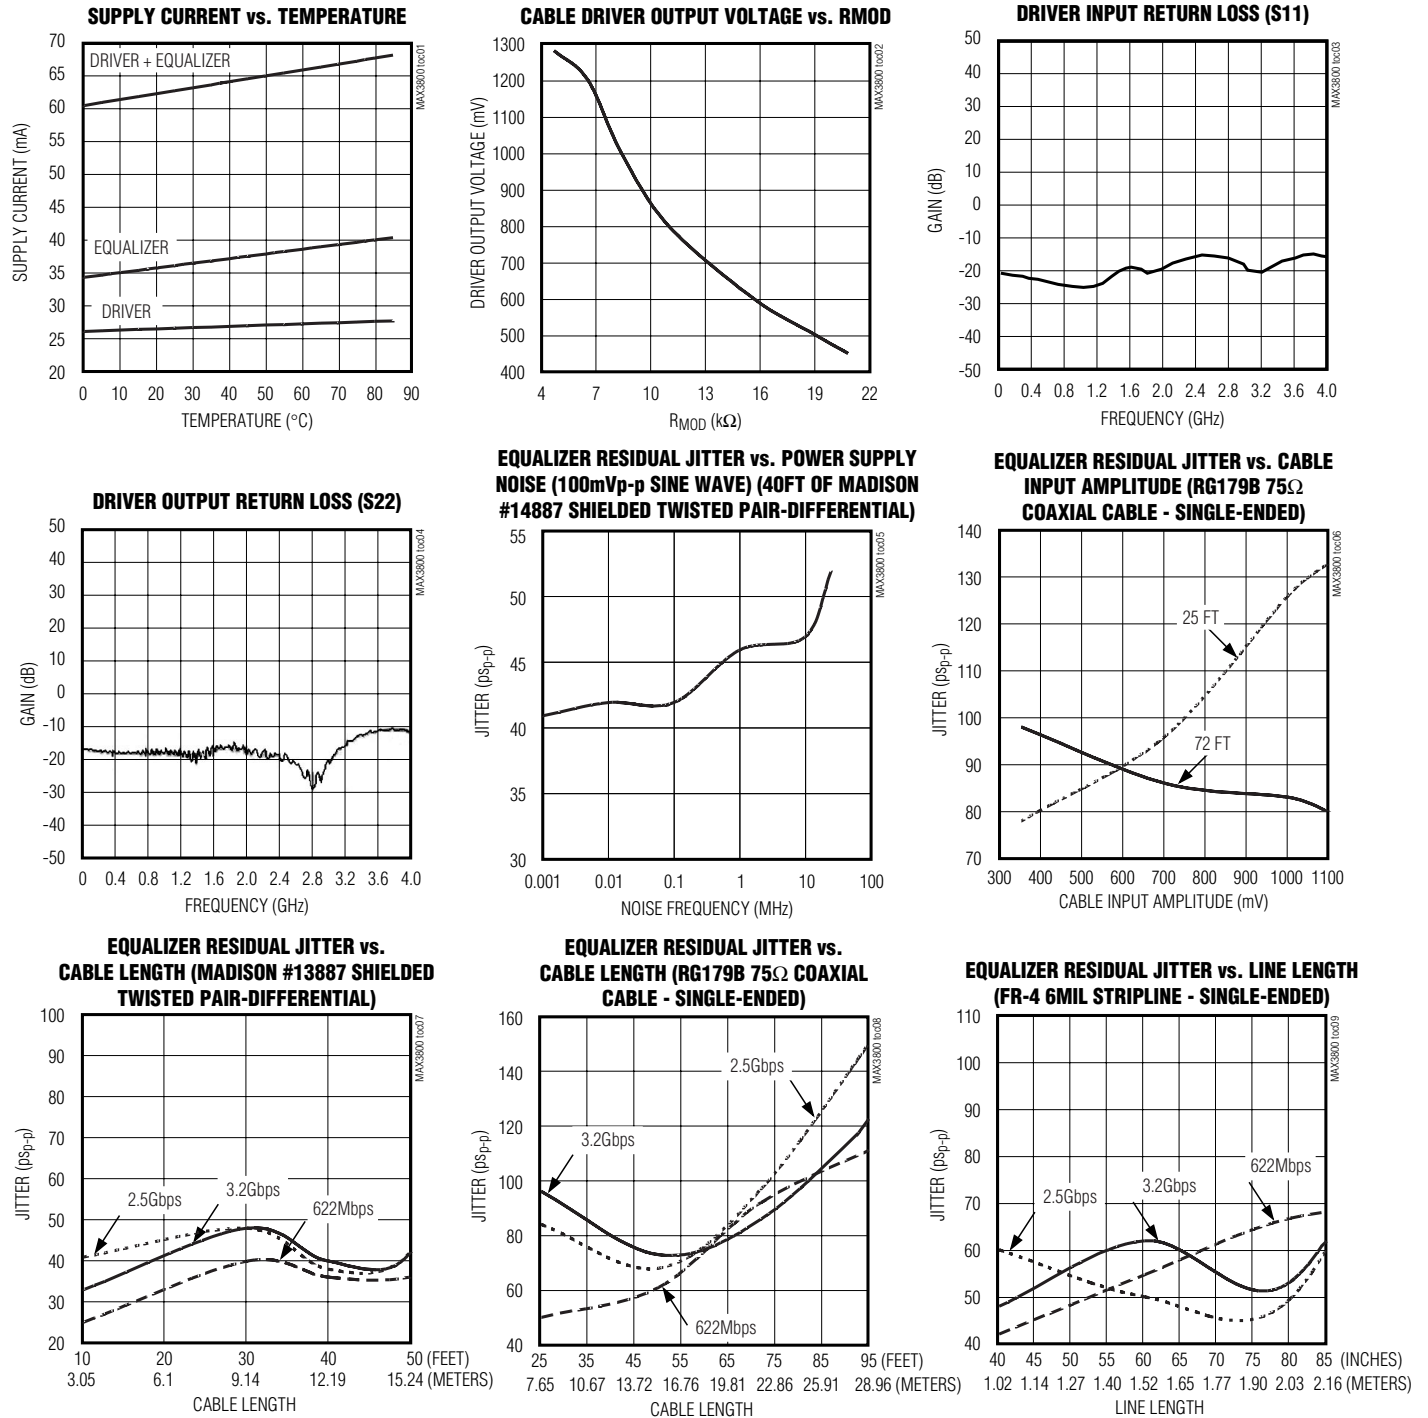 SUPPLY CURRENT vs. TEMPERATURE
70
65
60
55
50
45
40
35
30
25
20
SUPPLY CURRENT (mA)
DRIVER + EQUALIZER
EQUALIZER
DRIVER
MAX3800 toc01
0 10 20 30 40 50 60 70 80 90
TEMPERATURE (°C)
CABLE DRIVER OUTPUT VOLTAGE vs. RMOD
1300
1200
1100
1000
900
800
700
600
500
400
DRIVER OUTPUT VOLTAGE (mV)
MAX3800 toc02
4 7 10 13 16 19 22
RMOD (kΩ)
DRIVER INPUT RETURN LOSS (S11)
50
40
30
20
10
0
-10
-20
-30
-40
-50
GAIN (dB)
MAX3800 toc03
0 0.4 0.8 1.2 1.6 2.0 2.4 2.8 3.2 3.6 4.0
FREQUENCY (GHz)
DRIVER OUTPUT RETURN LOSS (S22)
50
40
30
20
10
0
-10
-20
-30
-40
-50
GAIN (dB)
MAX3800 toc04
0 0.4 0.8 1.2 1.6 2.0 2.4 2.8 3.2 3.6 4.0
FREQUENCY (GHz)
EQUALIZER RESIDUAL JITTER vs. POWER SUPPLY
NOISE (100mVp-p SINE WAVE) (40FT OF MADISON
#14887 SHIELDED TWISTED PAIR-DIFFERENTIAL)
55
50
45
40
35
30
JITTER (psp-p)
MAX3800 toc05
0.001 0.01 0.1 1 10 100
NOISE FREQUENCY (MHz)
EQUALIZER RESIDUAL JITTER vs. CABLE
INPUT AMPLITUDE (RG179B 75Ω
COAXIAL CABLE - SINGLE-ENDED)
140
130
120
110
100
90
80
70
JITTER (psp-p)
25 FT
72 FT
MAX3800 toc06
300 400 500 600 700 800 900 1000 1100
CABLE INPUT AMPLITUDE (mV)
EQUALIZER RESIDUAL JITTER vs.
CABLE LENGTH (MADISON #13887 SHIELDED
TWISTED PAIR-DIFFERENTIAL)
100
90
80
70
60
50
40
30
20
JITTER (psp-p)
2.5Gbps
3.2Gbps
622Mbps
MAX3800 toc07
10 20 30 40 50 (FEET)
3.05 6.1 9.14 12.19 15.24 (METERS)
CABLE LENGTH
EQUALIZER RESIDUAL JITTER vs.
CABLE LENGTH (RG179B 75Ω COAXIAL
CABLE - SINGLE-ENDED)
160
140
120
100
80
60
40
JITTER (psp-p)
2.5Gbps
3.2Gbps
622Mbps
MAX3800 toc08
25 35 45 55 65 75 85 95 (FEET)
7.65 10.67 13.72 16.76 19.81 22.86 25.91 28.96 (METERS)
CABLE LENGTH
EQUALIZER RESIDUAL JITTER vs. LINE LENGTH
(FR-4 6MIL STRIPLINE - SINGLE-ENDED)
110
100
90
80
70
60
50
40
JITTER (psp-p)
622Mbps
3.2Gbps
2.5Gbps
MAX3800 toc09
40 45 50 55 60 65 70 75 80 85 (INCHES)
1.02 1.14 1.27 1.40 1.52 1.65 1.77 1.90 2.03 2.16 (METERS)
LINE LENGTH